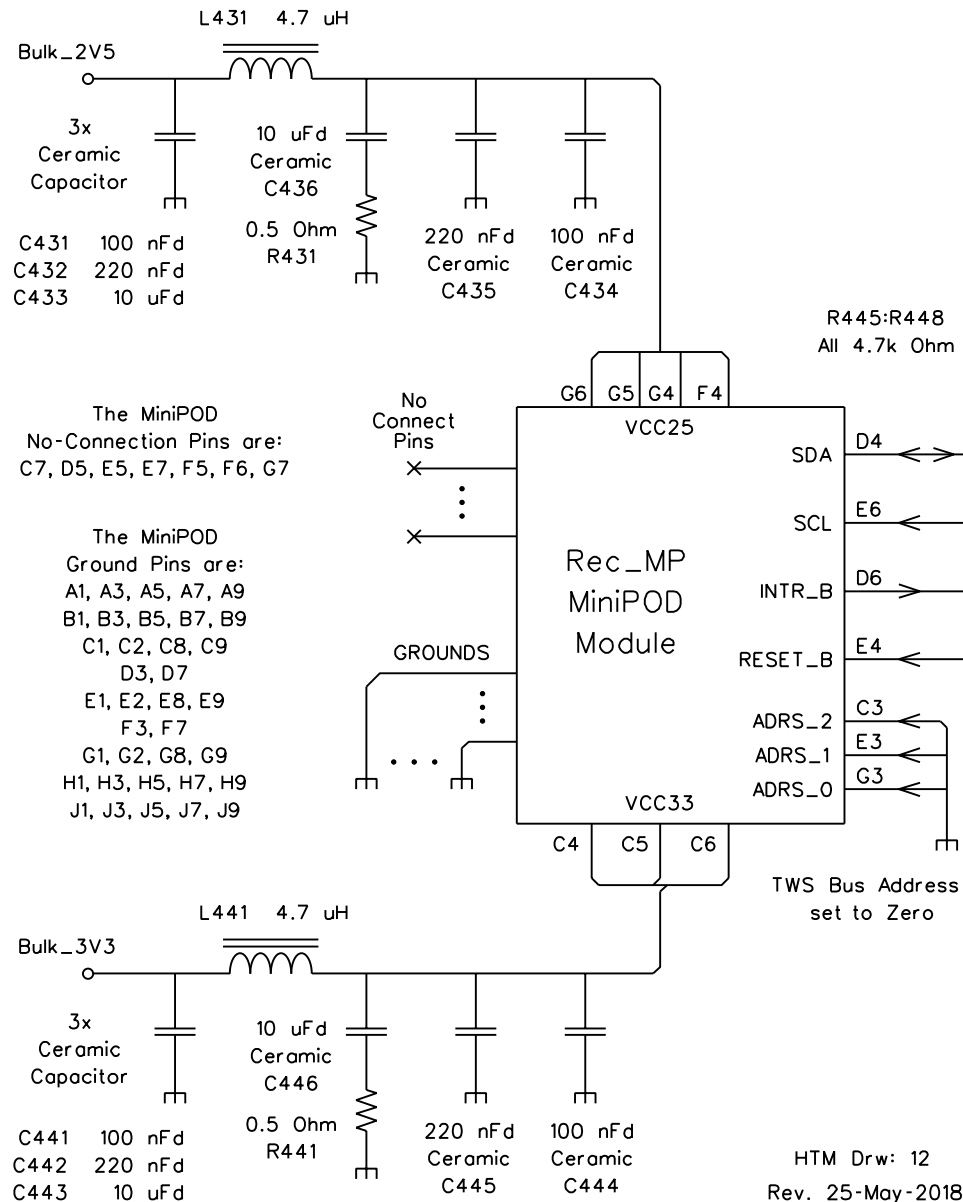 L431 4.7 uH
Bulk_2V5
3x
Ceramic
Capacitor
10 uFd
Ceramic
C436
0.5 Ohm
R431
C431 100 nFd
C432 220 nFd
C433 10 uFd
220 nFd
Ceramic
C435
100 nFd
Ceramic
C434
R445:R448
All 4.7k Ohm
G6 G5 G4 F4
VCC25
No
Connect
Pins
The MiniPOD
No-Connection Pins are:
C7, D5, E5, E7, F5, F6, G7
The MiniPOD
Ground Pins are:
A1, A3, A5, A7, A9
B1, B3, B5, B7, B9
C1, C2, C8, C9
D3, D7
E1, E2, E8, E9
F3, F7
G1, G2, G8, G9
H1, H3, H5, H7, H9
J1, J3, J5, J7, J9
GROUNDS
Rec_MP
MiniPOD
Module
SDA D4
SCL E6
INTR_B D6
RESET_B E4
ADRS_2 C3
ADRS_1 E3
ADRS_0 G3
VCC33
C4 C5 C6
TWS Bus Address
set to Zero
L441 4.7 uH
Bulk_3V3
3x
Ceramic
Capacitor
10 uFd
Ceramic
C446
0.5 Ohm
R441
C441 100 nFd
C442 220 nFd
C443 10 uFd
220 nFd
Ceramic
C445
100 nFd
Ceramic
C444
HTM Drw: 12
Rev. 25-May-2018